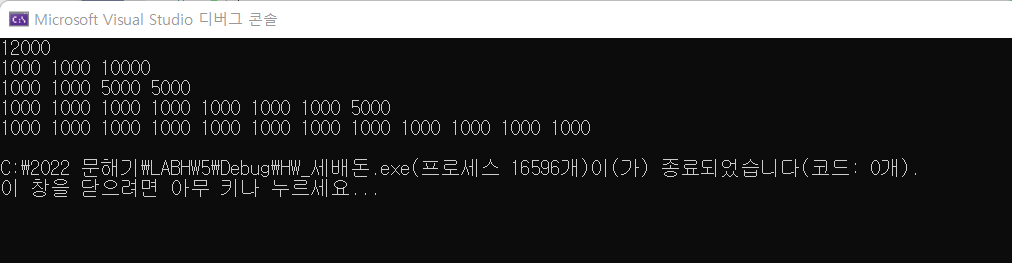 Microsoft Visual Studio 디버그 콘솔
12000
1000 1000 10000
1000 1000 5000 5000
1000 1000 1000 1000 1000 1000 1000 5000
1000 1000 1000 1000 1000 1000 1000 1000 1000 1000 1000 1000
C:₩2022 문해기₩LABHW5₩Debug₩HW_세배돈.exe(프로세스 16596개)이(가) 종료되었습니다(코드: 0개).
이 창을 닫으려면 아무 키나 누르세요...